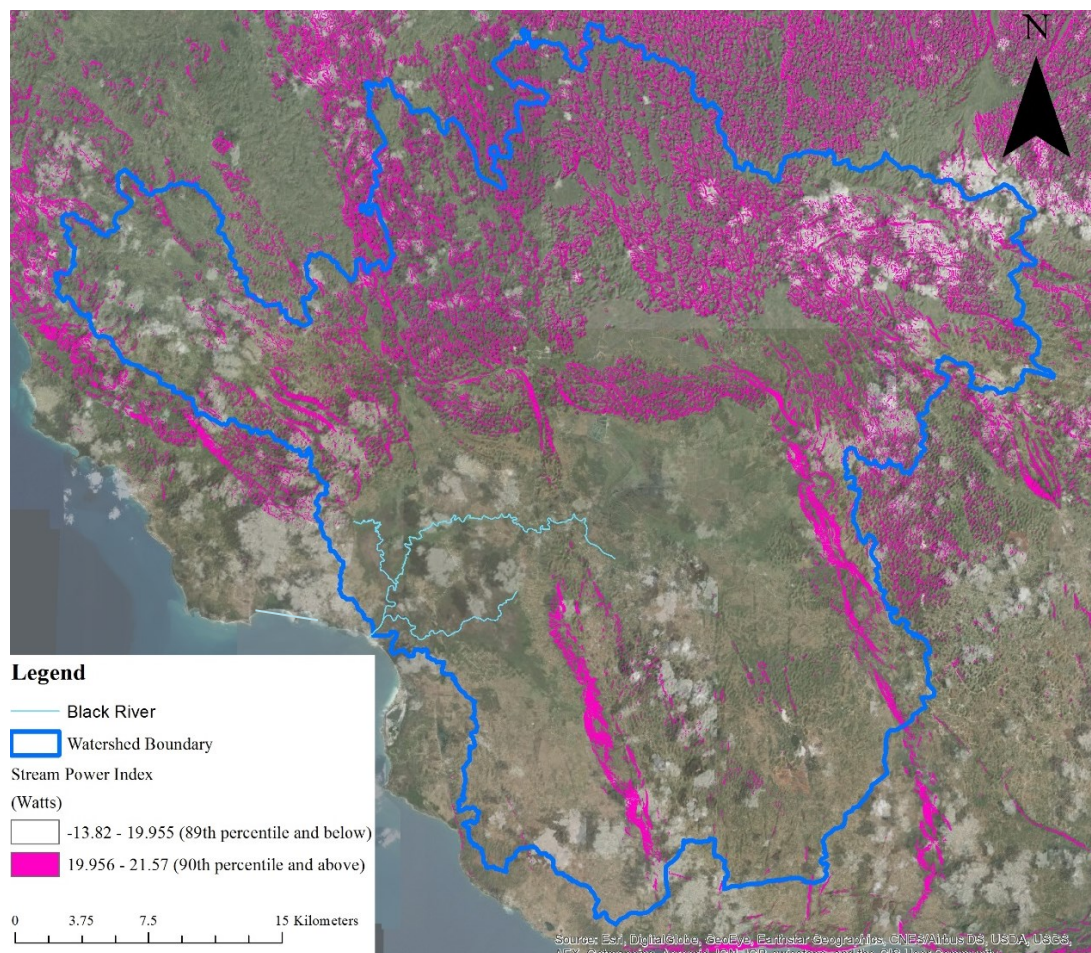 N
Legend
Black River
Watershed Boundary
Stream Power Index
(Watts)
-13.82 - 19.955 (89th percentile and below)
19.956 - 21.57 (90th percentile and above)
0 3.75 7.5 15 Kilometers
Source: Esri, DigitalGlobe, GeoEye, Earthstar Geographics, CNES/Airbus DS, USDA, USGS,